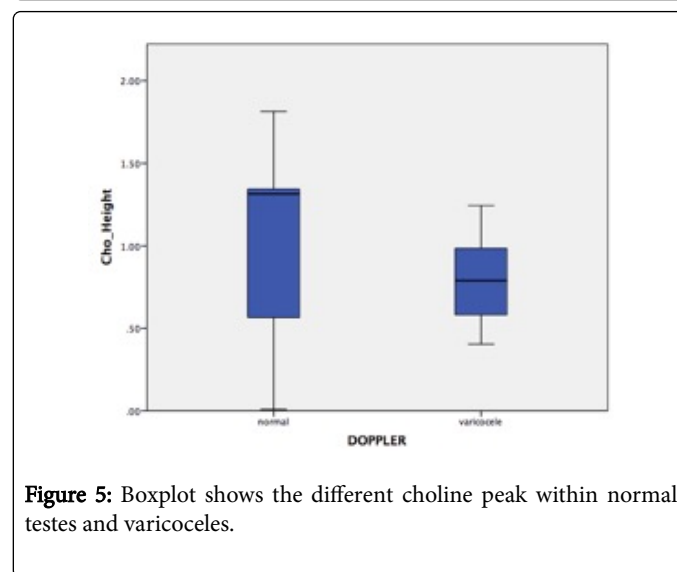 2.00
1.50
1.00
.50
.00
Cho_Height
normal varicocele
DOPPLER
Figure 5: Boxplot shows the different choline peak within normal
testes and varicoceles.